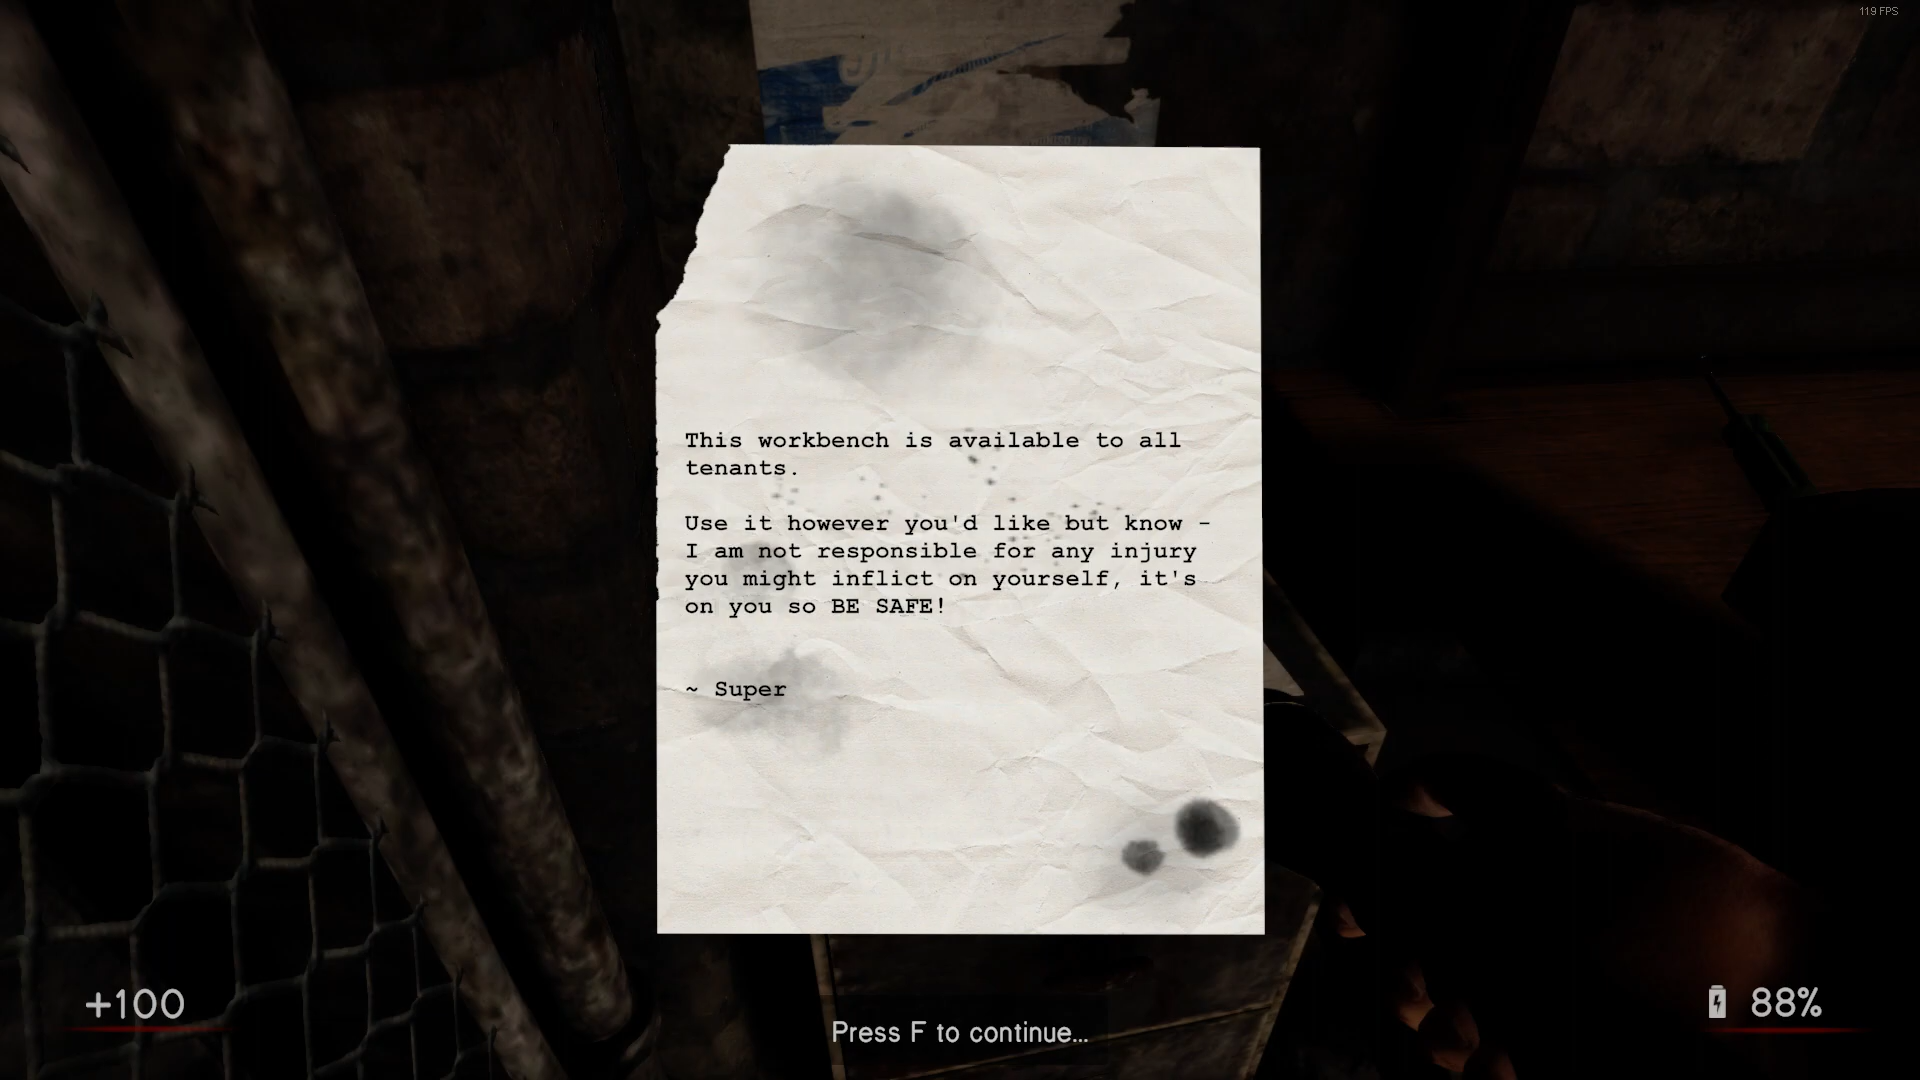 119 FPS
This workbench is available to all
tenants.
Use it however you'd like but know -
I am not responsible for any injury
you might inflict on yourself, it's
on you so BE SAFE!
~ Super
+100
88%
Press F to continue...